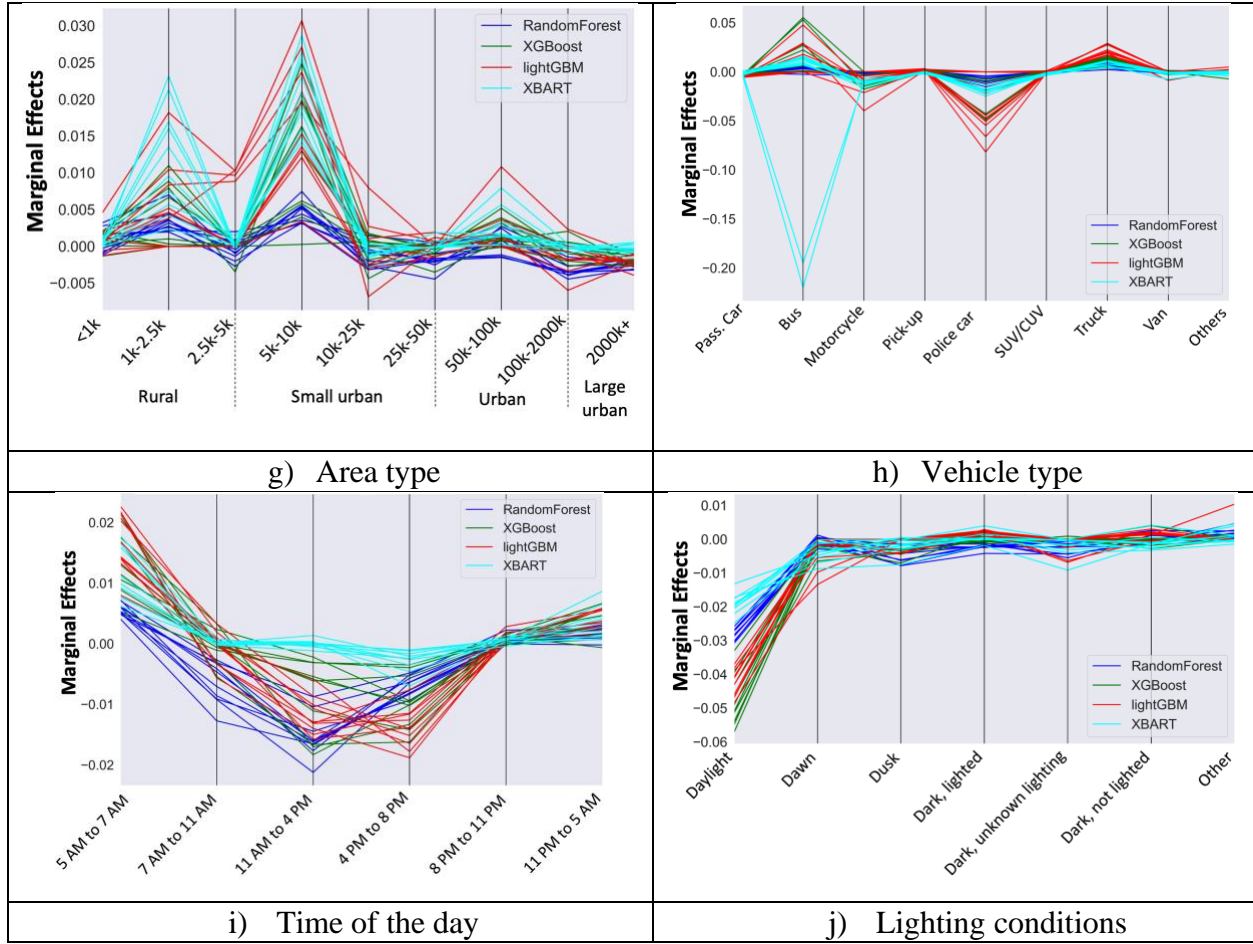 0.030
0.025
0.020
0.015
0.010
0.005
0.000
−0.005
Marginal Effects
RandomForest
XGBoost
lightGBM
XBART
<1k
1k-2.5k
2.5k-5k
5k-10k
10k-25k
25k-50k
50k-100k
100k-2000k
2000k+
Rural
Small urban
Urban
Large
urban
g) Area type
0.05
0.00
−0.05
−0.10
−0.15
−0.20
Marginal Effects
RandomForest
XGBoost
lightGBM
XBART
Pass. Car
Bus
Motorcycle
Pick-up
Police car
SUV/CUV
Truck
Van
Others
h) Vehicle type
0.02
0.01
0.00
−0.01
−0.02
Marginal Effects
RandomForest
XGBoost
lightGBM
XBART
5 AM to 7 AM
7 AM to 11 AM
11 AM to 4 PM
4 PM to 8 PM
8 PM to 11 PM
11 PM to 5 AM
i) Time of the day
0.01
0.00
−0.01
−0.02
−0.03
−0.04
−0.05
−0.06
Marginal Effects
RandomForest
XGBoost
lightGBM
XBART
Daylight
Dawn
Dusk
Dark, lighted
Dark, unknown lighting
Dark, not lighted
Other
j) Lighting conditions